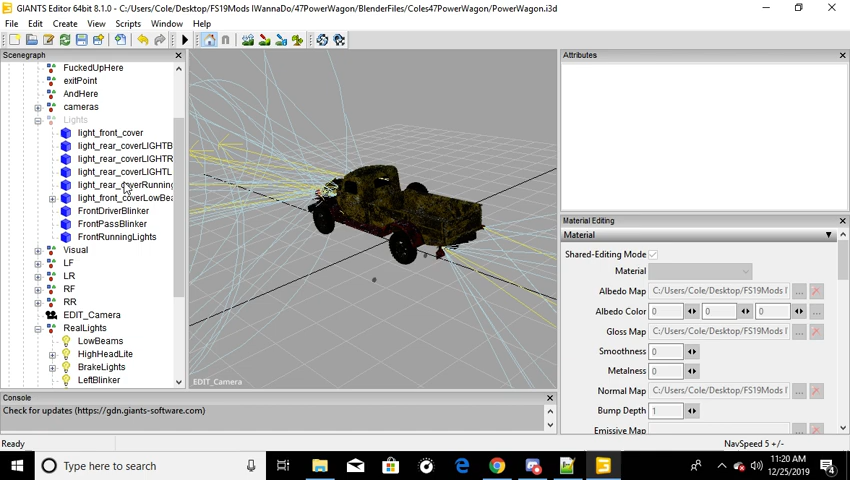 GIANTS Editor 64bit 8.1.0 - C:/Users/Cole/Desktop/FS19Mods IWannaDo/47PowerWagon/BlenderFiles/Coles47PowerWagon/PowerWagon.i3d
File Edit Create View Scripts Window Help
Scenegraph
FuckedUpHere
exitPoint
AndHere
cameras
Lights
light_front_cover
light_rear_coverLIGHTB
light_rear_coverLIGHTR
light_rear_coverLIGHTL
light_rear_coverRunning
light_front_coverLowBea
FrontDriverBlinker
FrontPassBlinker
FrontRunningLights
Visual
LF
LR
RF
RR
EDIT_Camera
RealLights
LowBeams
HighHeadLite
BrakeLights
LeftBlinker
EDIT_Camera
Attributes
Material Editing
Material
Shared-Editing Mode
Material
Albedo Map C:/Users/Cole/Desktop/FS19Mods I ...
Albedo Color 0 0 0 ...
Gloss Map C:/Users/Cole/Desktop/FS19Mods I ...
Smoothness 0
Metalness 0
Normal Map C:/Users/Cole/Desktop/FS19Mods I ...
Bump Depth 1
Emissive Map
Console
Check for updates (https://gdn.giants-software.com)
Ready
NavSpeed 5 +/-
Type here to search
11:20 AM
12/25/2019
4